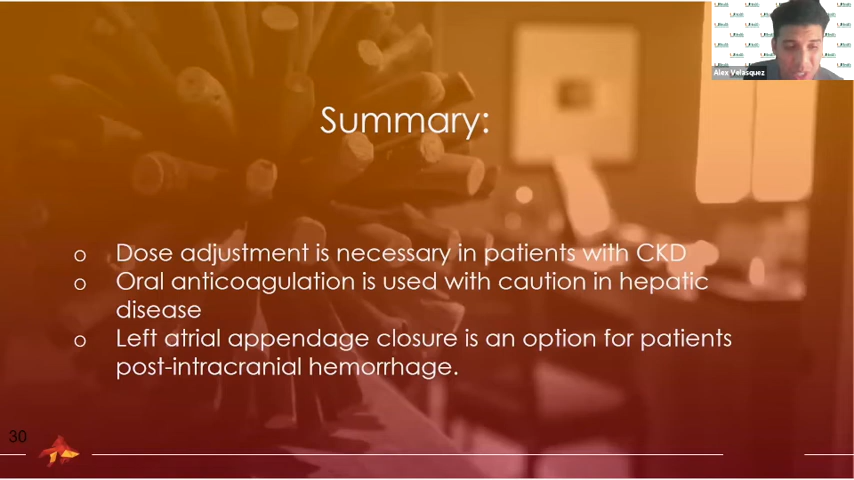 Alex Velasquez
Summary:
o Dose adjustment is necessary in patients with CKD
o Oral anticoagulation is used with caution in hepatic
disease
o Left atrial appendage closure is an option for patients
post-intracranial hemorrhage.
30